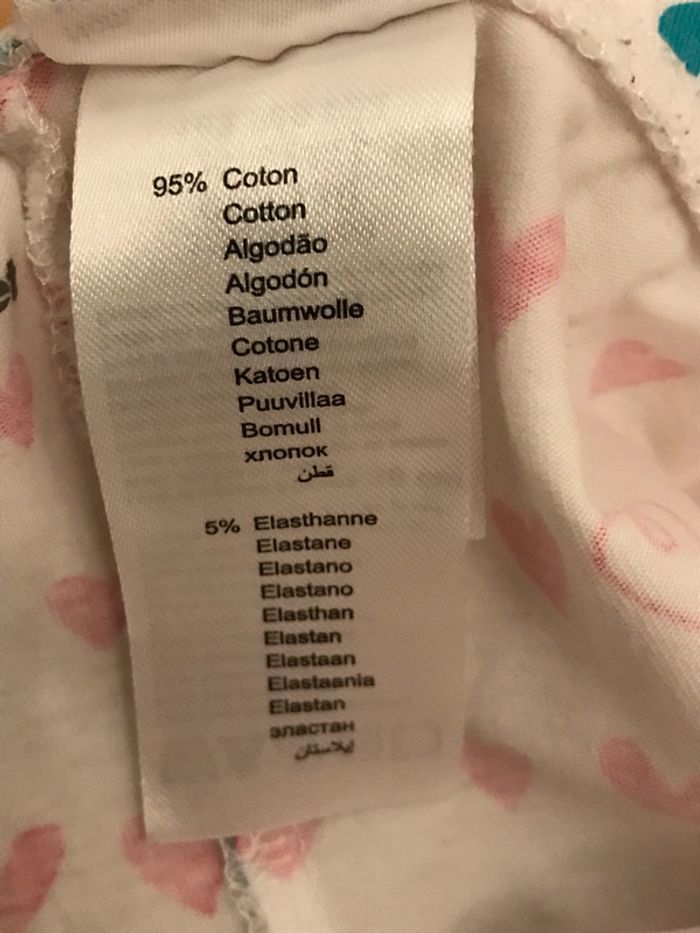 95% Coton
Cotton
Algodão
Algodón
Baumwolle
Cotone
Katoen
Puuvillaa
Bomull
хлопок
قطن
5% Elasthanne
Elastane
Elastano
Elastano
Elasthan
Elastan
Elastaan
Elastaania
Elastan
эластан
إيلاستان